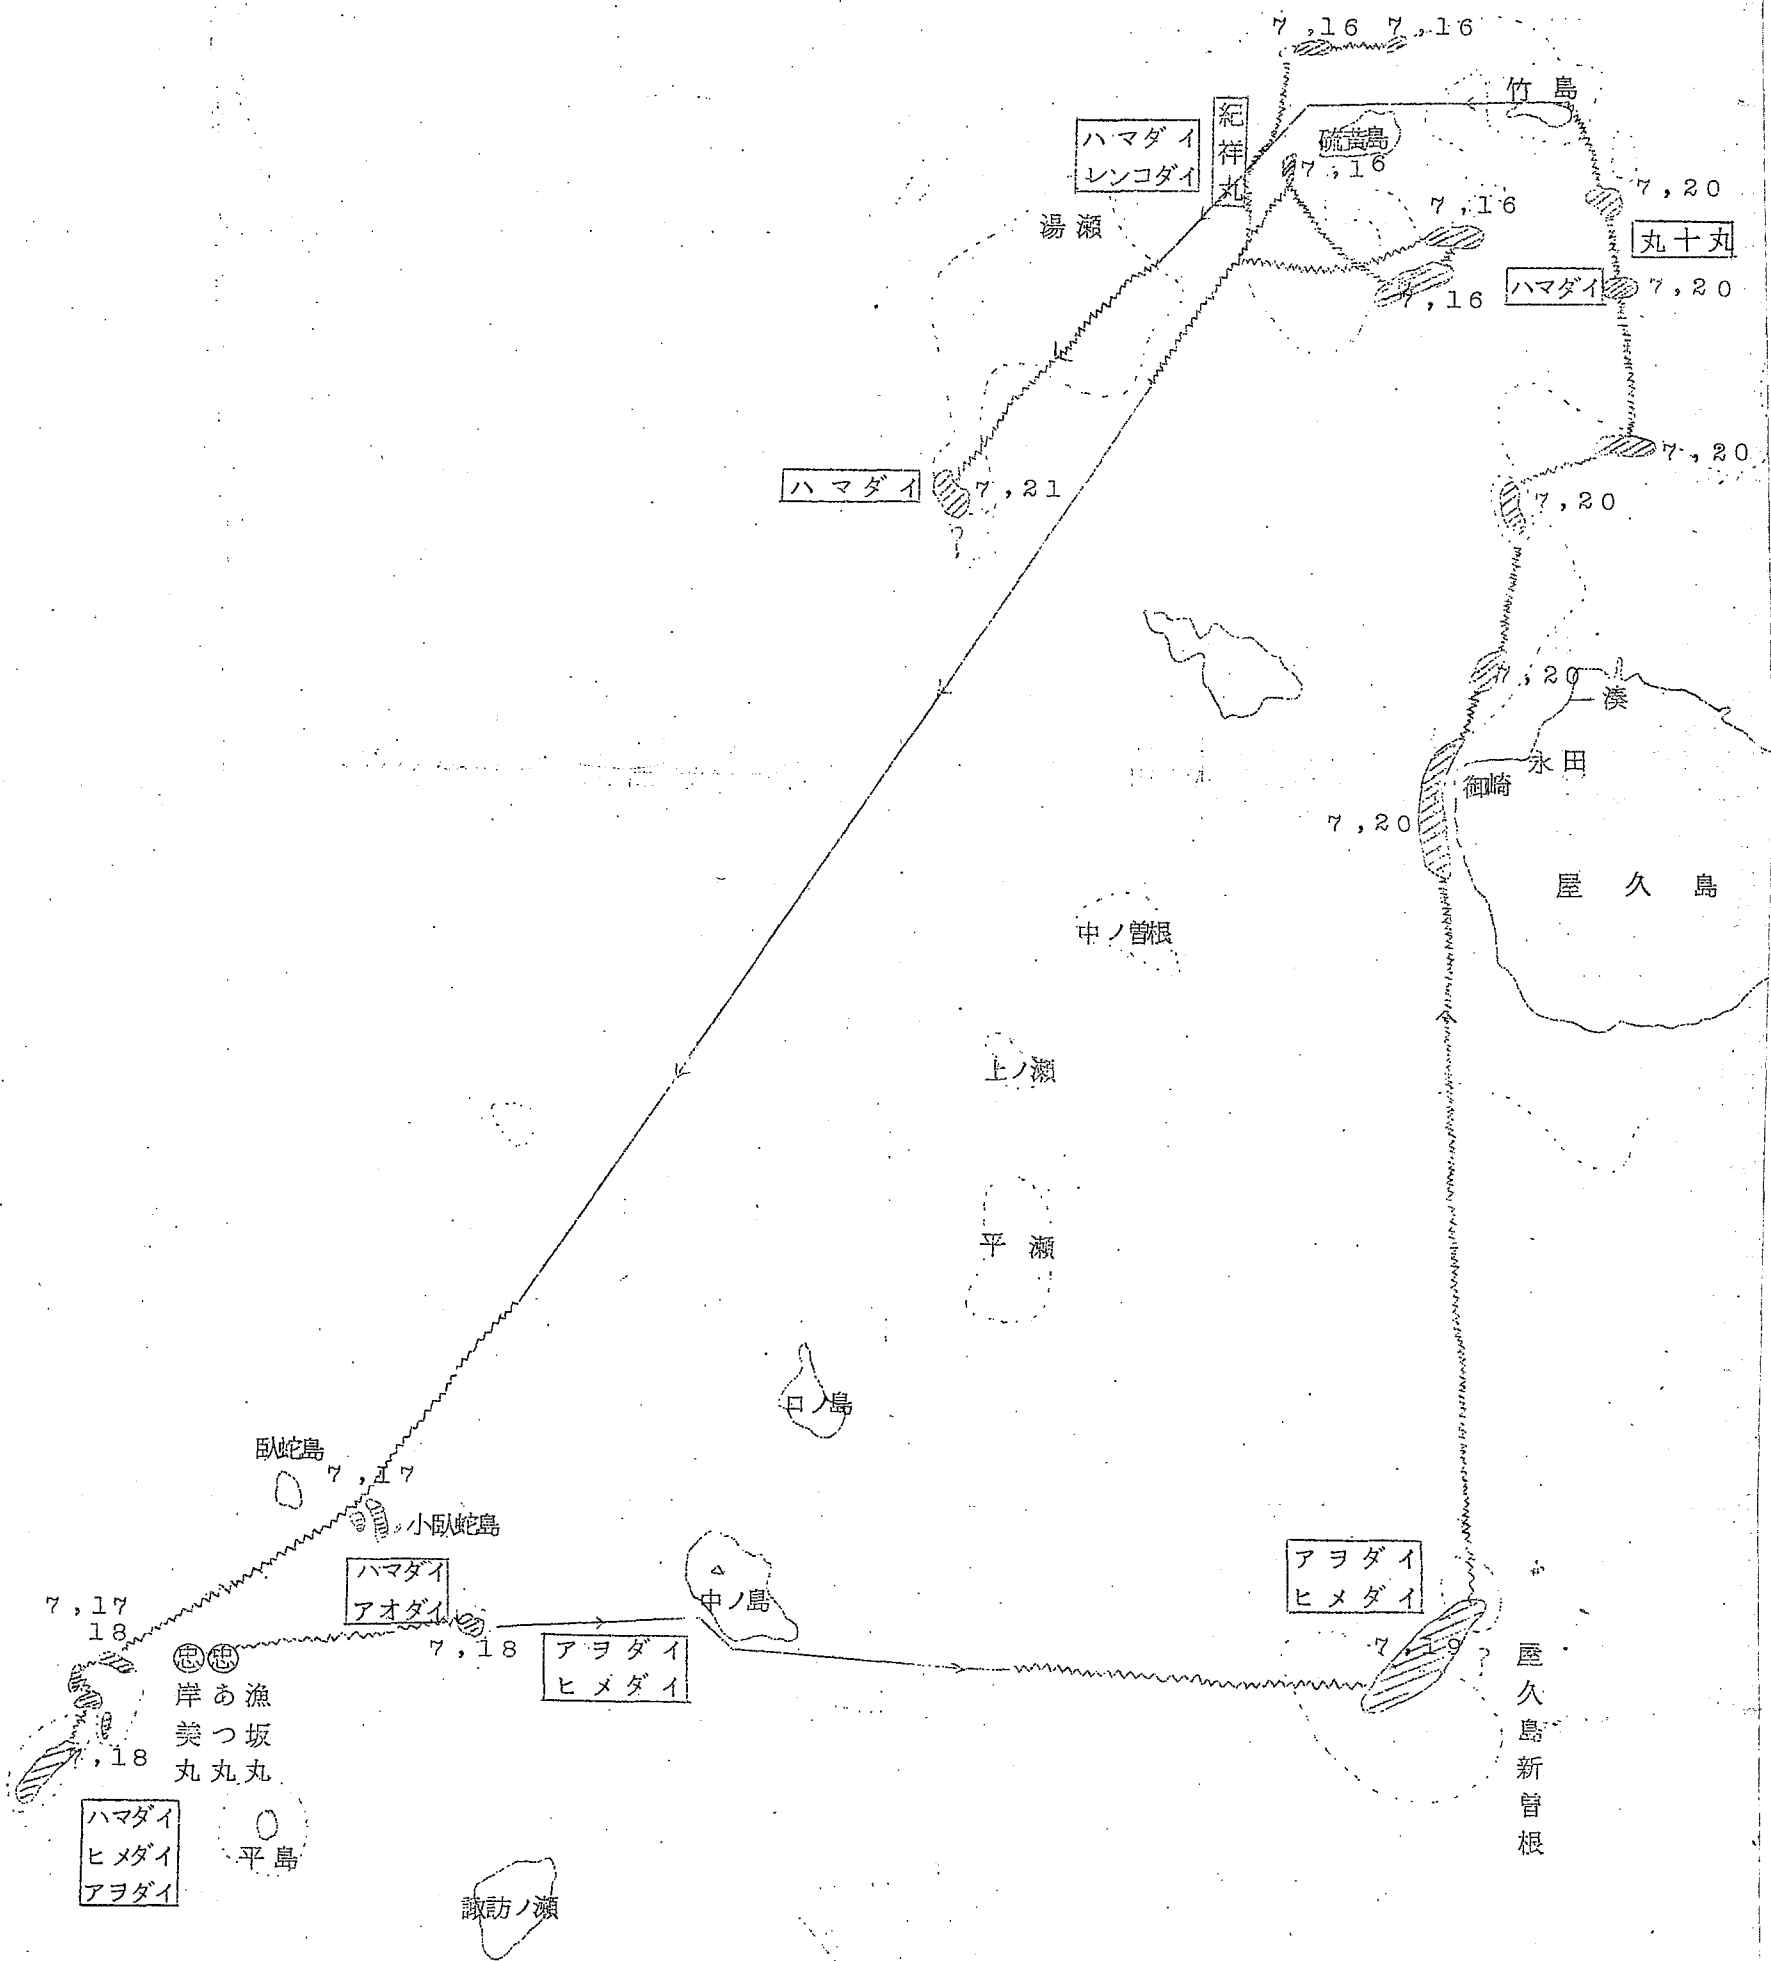 7,16 7,16
竹島
ハマダイ
レンコダイ
紀祥丸
硫黄島
7,16
7,20
7,16
湯瀬
丸十丸
7,16
ハマダイ
7,20
7,20
ハマダイ
7,21
7,20
?
7,20
一湊
永田
御崎
7,20
屋久島
中ノ曽根
上ノ瀬
平瀬
口ノ島
臥蛇島
7,17
小臥蛇島
ハマダイ
アオダイ
アヲダイ
ヒメダイ
中ノ島
7,17
18
7,18
アヲダイ
ヒメダイ
7,19
?
屋久島新曽根
忠 忠
岸美丸
あつ丸
漁坂丸
7,18
ハマダイ
ヒメダイ
アヲダイ
平島
諏訪ノ瀬